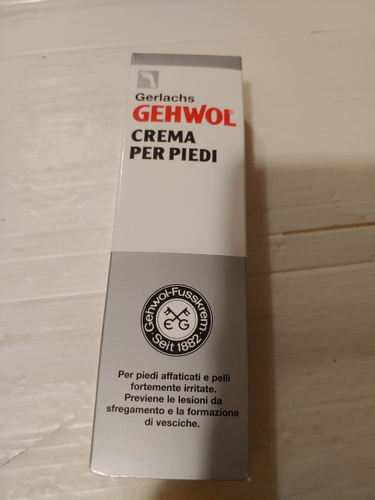 Gerlachs
GEHWOL®
CREMA
PER PIEDI
Gehwol-Fusskrem
EG
Seit 1882
Per piedi affaticati e pelli
fortemente irritate.
Previene le lesioni da
sfregamento e la formazione
di vesciche.